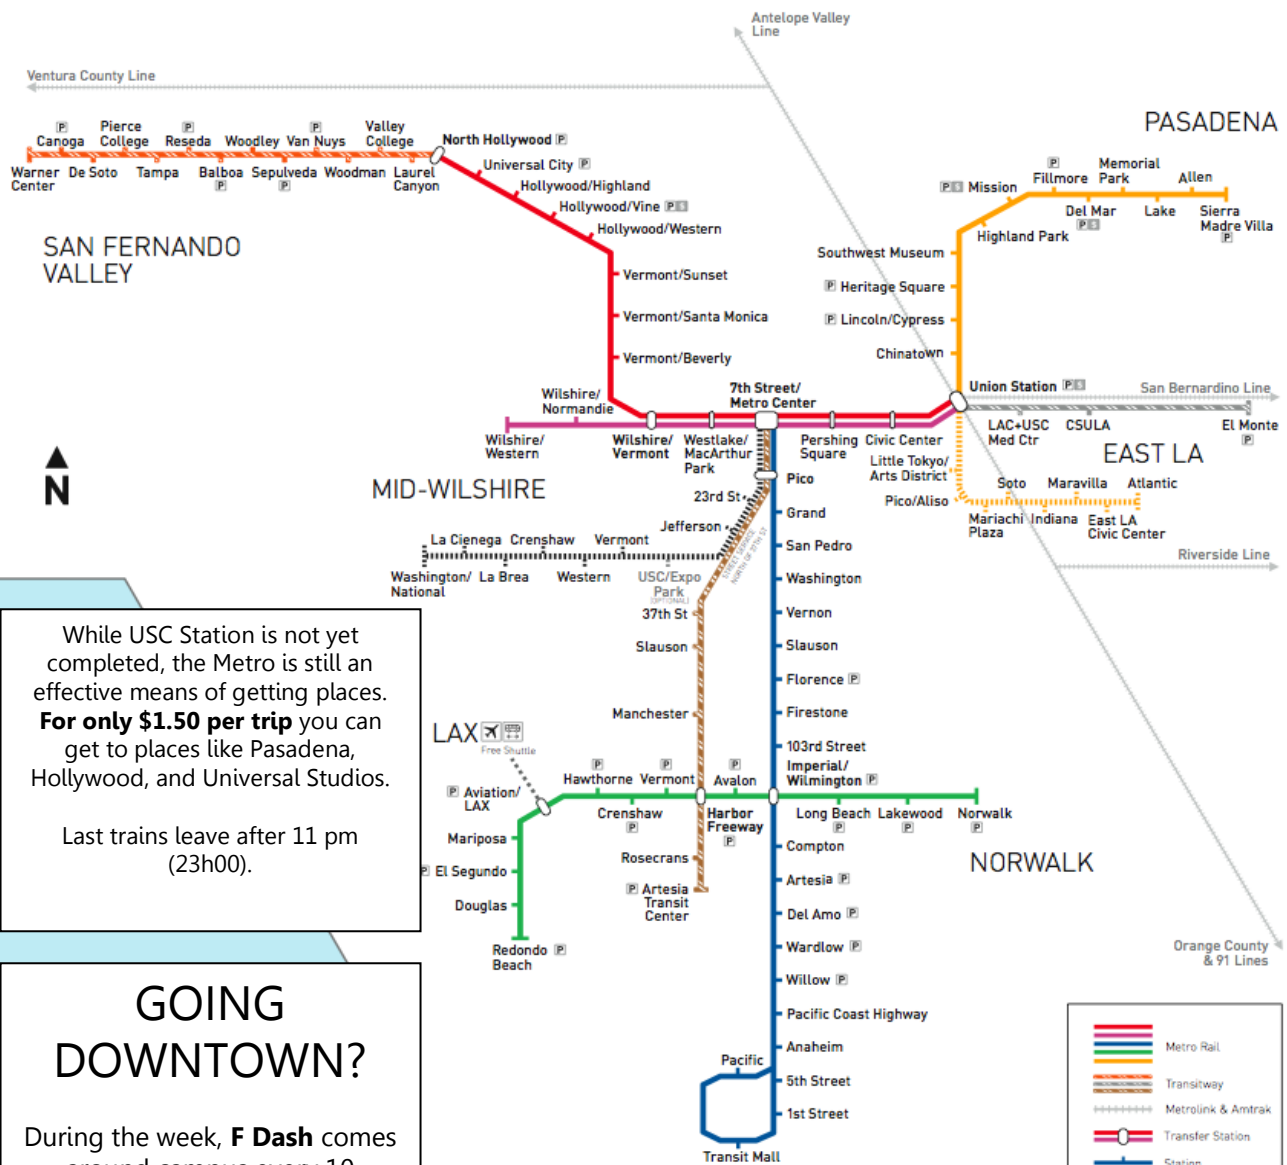 Antelope Valley
Line
Ventura County Line
PASADENA
P
Canoga
Pierce
College
P
Reseda
Woodley
P
Van Nuys
Valley
College
North Hollywood P
Warner
Center
De Soto
Tampa
Balboa
P
Sepulveda
P
Woodman
Laurel
Canyon
Universal City P
Hollywood/Highland
Hollywood/Vine P $
Hollywood/Western
SAN FERNANDO
VALLEY
Vermont/Sunset
Vermont/Santa Monica
Vermont/Beverly
P $ Mission
P
Fillmore
Memorial
Park
Allen
Highland Park
Del Mar
P $
Lake
Sierra
Madre Villa
P
Southwest Museum
P Heritage Square
P Lincoln/Cypress
Chinatown
Union Station P $
San Bernardino Line
Wilshire/
Normandie
7th Street/
Metro Center
Wilshire/
Western
Wilshire/
Vermont
Westlake/
MacArthur
Park
Pershing
Square
Civic Center
LAC+USC
Med Ctr
CSULA
El Monte
P
EAST LA
Little Tokyo/
Arts District
Pico/Aliso
Soto
Maravilla
Atlantic
Mariachi
Plaza
Indiana
East LA
Civic Center
Riverside Line
N
MID-WILSHIRE
Pico
23rd St
Jefferson
STREET SERVICE
NORTH OF 37TH ST
La Cienega
Crenshaw
Vermont
Washington/
National
La Brea
Western
USC/Expo
Park
(OPTIONAL)
37th St
Slauson
Manchester
Grand
San Pedro
Washington
Vernon
Slauson
Florence P
Firestone
103rd Street
Imperial/
Wilmington P
While USC Station is not yet
completed, the Metro is still an
effective means of getting places.
For only $1.50 per trip you can
get to places like Pasadena,
Hollywood, and Universal Studios.
Last trains leave after 11 pm
(23h00).
LAX
Free Shuttle
P Aviation/
LAX
P
Hawthorne
P
Vermont
P
Avalon
Crenshaw
P
Harbor
Freeway
P
Long Beach
P
Lakewood
P
Norwalk
P
Mariposa
P El Segundo
Douglas
Redondo P
Beach
Rosecrans
P Artesia
Transit
Center
NORWALK
Compton
Artesia P
Del Amo P
Wardlow P
Willow P
Pacific Coast Highway
Anaheim
Pacific
5th Street
1st Street
Transit Mall
Orange County
& 91 Lines
GOING
DOWNTOWN?
During the week, F Dash comes
around campus every 10
Metro Rail
Transitway
Metrolink & Amtrak
Transfer Station
Station